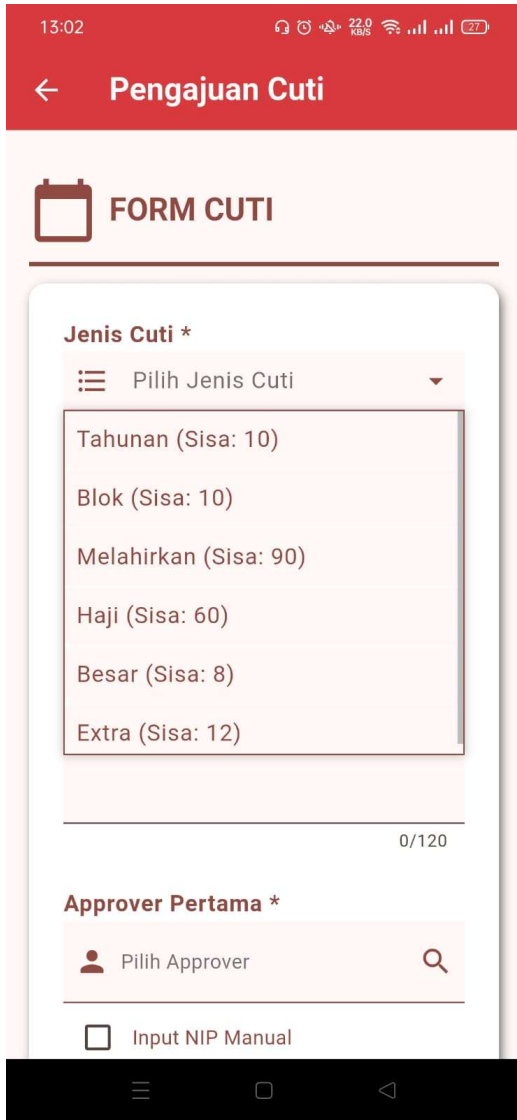 13:02
22.0
KB/S
27
Pengajuan Cuti
FORM CUTI
Jenis Cuti *
Pilih Jenis Cuti
Tahunan (Sisa: 10)
Blok (Sisa: 10)
Melahirkan (Sisa: 90)
Haji (Sisa: 60)
Besar (Sisa: 8)
Extra (Sisa: 12)
0/120
Approver Pertama *
Pilih Approver
Input NIP Manual